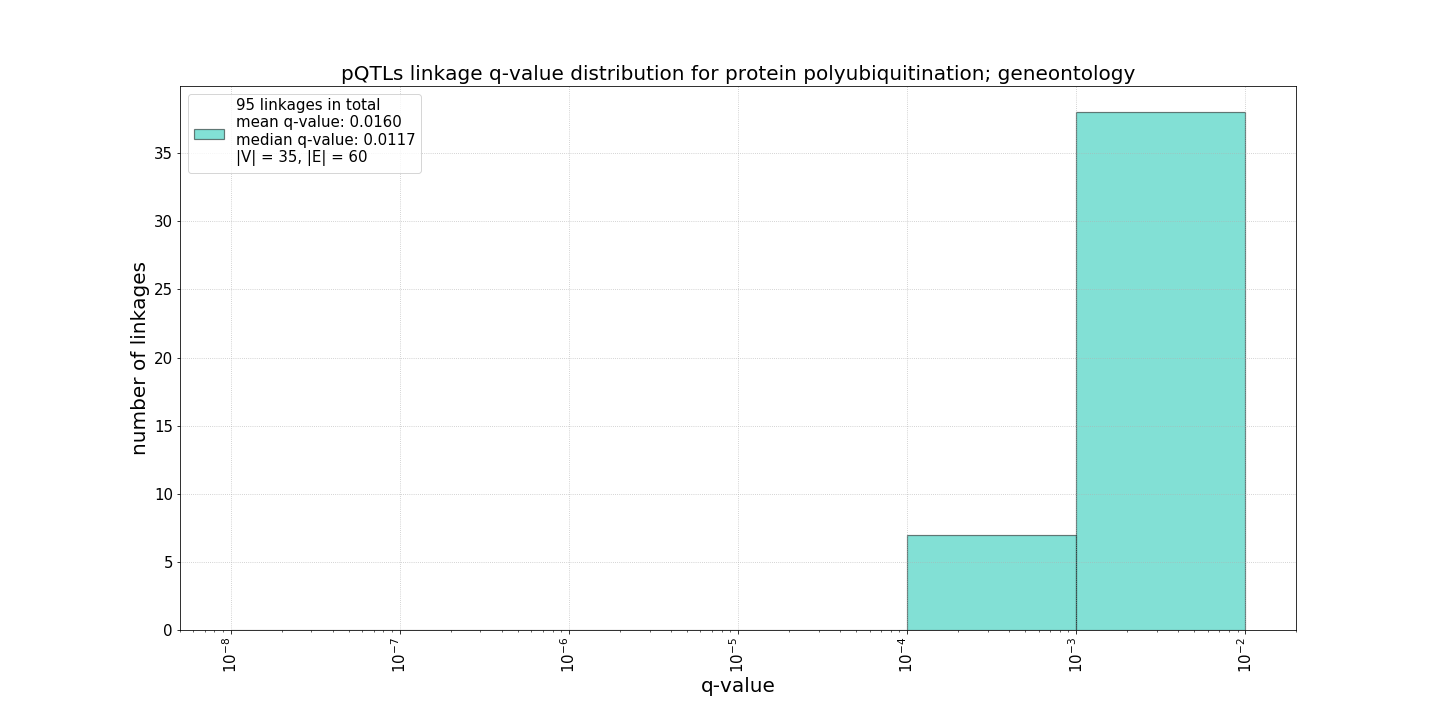 pQTLs linkage q-value distribution for protein polyubiquitination; geneontology
95 linkages in total
mean q-value: 0.0160
median q-value: 0.0117
|V| = 35, |E| = 60
number of linkages
35
30
25
20
15
10
5
0
10⁻⁸ 10⁻⁷ 10⁻⁶ 10⁻⁵ 10⁻⁴ 10⁻³ 10⁻²
q-value